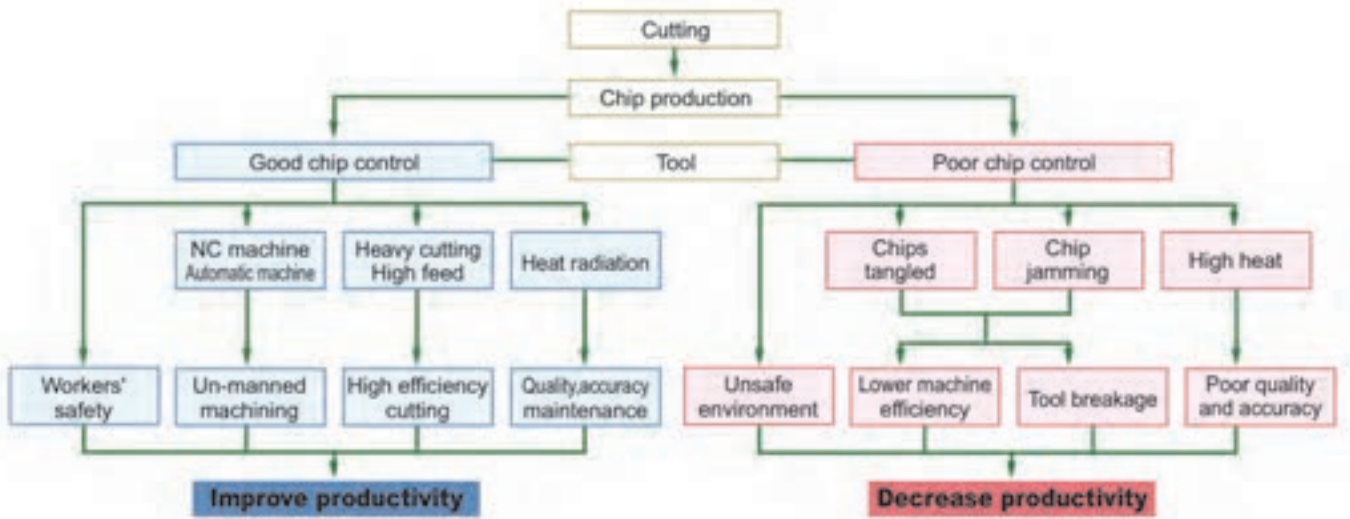 Cutting
Chip production
Good chip control
Tool
Poor chip control
NC machine
Automatic machine
Heavy cutting
High feed
Heat radiation
Chips
tangled
Chip
jamming
High heat
Workers'
safety
Un-manned
machining
High efficiency
cutting
Quality,accuracy
maintenance
Unsafe
environment
Lower machine
efficiency
Tool breakage
Poor quality
and accuracy
Improve productivity
Decrease productivity